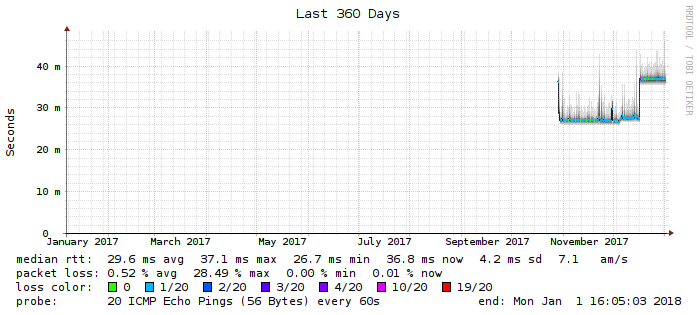 Last 360 Days
RRDTOOL / TOBI OETIKER
Seconds
40 m
30 m
20 m
10 m
0
January 2017 March 2017 May 2017 July 2017 September 2017 November 2017
median rtt: 29.6 ms avg 37.1 ms max 26.7 ms min 36.8 ms now 4.2 ms sd 7.1 am/s
packet loss: 0.52 % avg 28.49 % max 0.00 % min 0.01 % now
loss color: 0 1/20 2/20 3/20 4/20 10/20 19/20
probe: 20 ICMP Echo Pings (56 Bytes) every 60s end: Mon Jan 1 16:05:03 2018